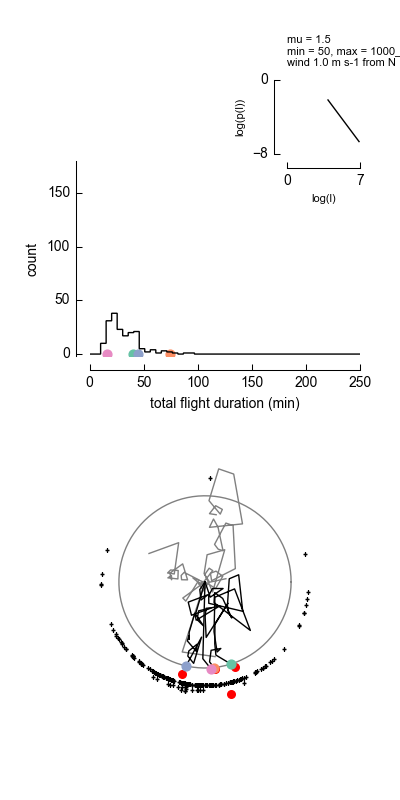 mu = 1.5
min = 50, max = 1000_
wind 1.0 m s-1 from N
0
log(p(l))
−8
0
7
log(l)
150
100
50
0
count
0
50
100
150
200
250
total flight duration (min)